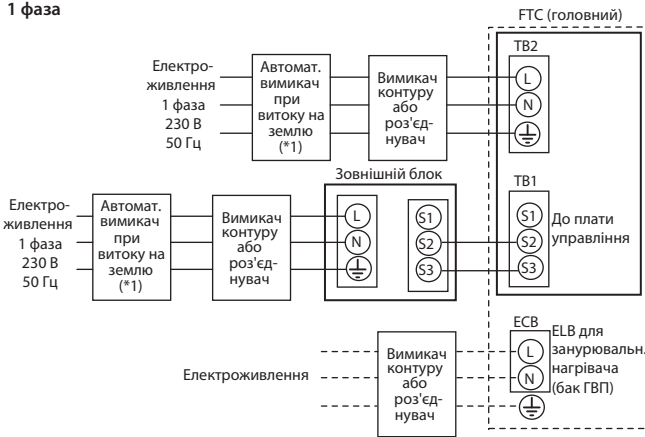 1 фаза
FTC (головний)
TB2
Електро-
живлення
1 фаза
230 В
50 Гц
Автомат.
вимикач
при
витоку на
землю
(*1)
Вимикач
контуру
або
роз'єд-
нувач
L
N
Зовнішній блок
TB1
Електро-
живлення
1 фаза
230 В
50 Гц
Автомат.
вимикач
при
витоку на
землю
(*1)
Вимикач
контуру
або
роз'єд-
нувач
L
N
S1
S2
S3
S1
S2
S3
До плати
управління
ECB
Електроживлення
Вимикач
контуру
або
роз'єд-
нувач
L
N
ELB для
занурювальн.
нагрівача
(бак ГВП)